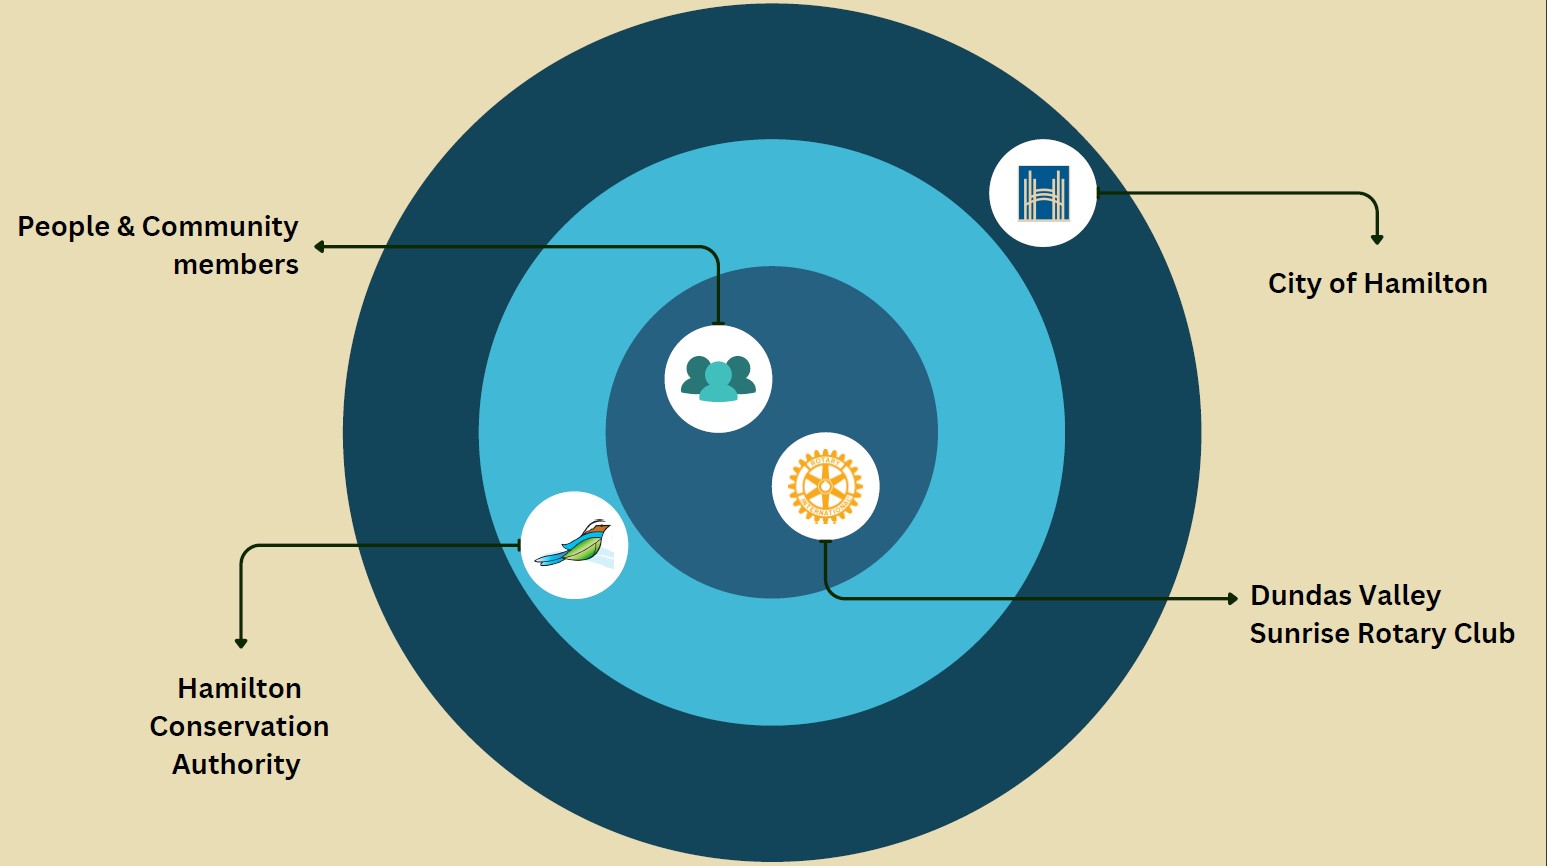 People & Community
members
City of Hamilton
ROTARY
INTERNATIONAL
Dundas Valley
Sunrise Rotary Club
Hamilton
Conservation
Authority